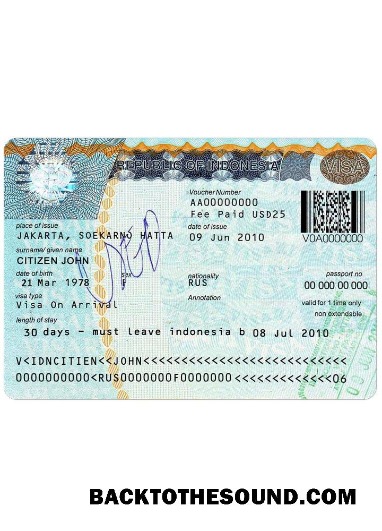 REPUBLIC OF INDONESIA VISA
Voucher Number
AA00000000
Fee Paid USD25
V0A0000000
place of issue date of issue
JAKARTA, SOEKARNO HATTA 09 Jun 2010
surname/ given name
CITIZEN JOHN
date of birth sex nationality passport no
21 Mar 1978 RUS 00 000 00 000
visa type Annotation valid for 1 time only
Visa On Arrival non extendable
length of stay
30 days - must leave indonesia b 08 Jul 2010
V<IDNCITIEN<<JOHN<<<<<<<<<<<<<<<<<<<<<<<<<<<
0000000000<RUS0000000F0000000<<<<<<<<<<<<<06
BACKTOTHESOUND.COM